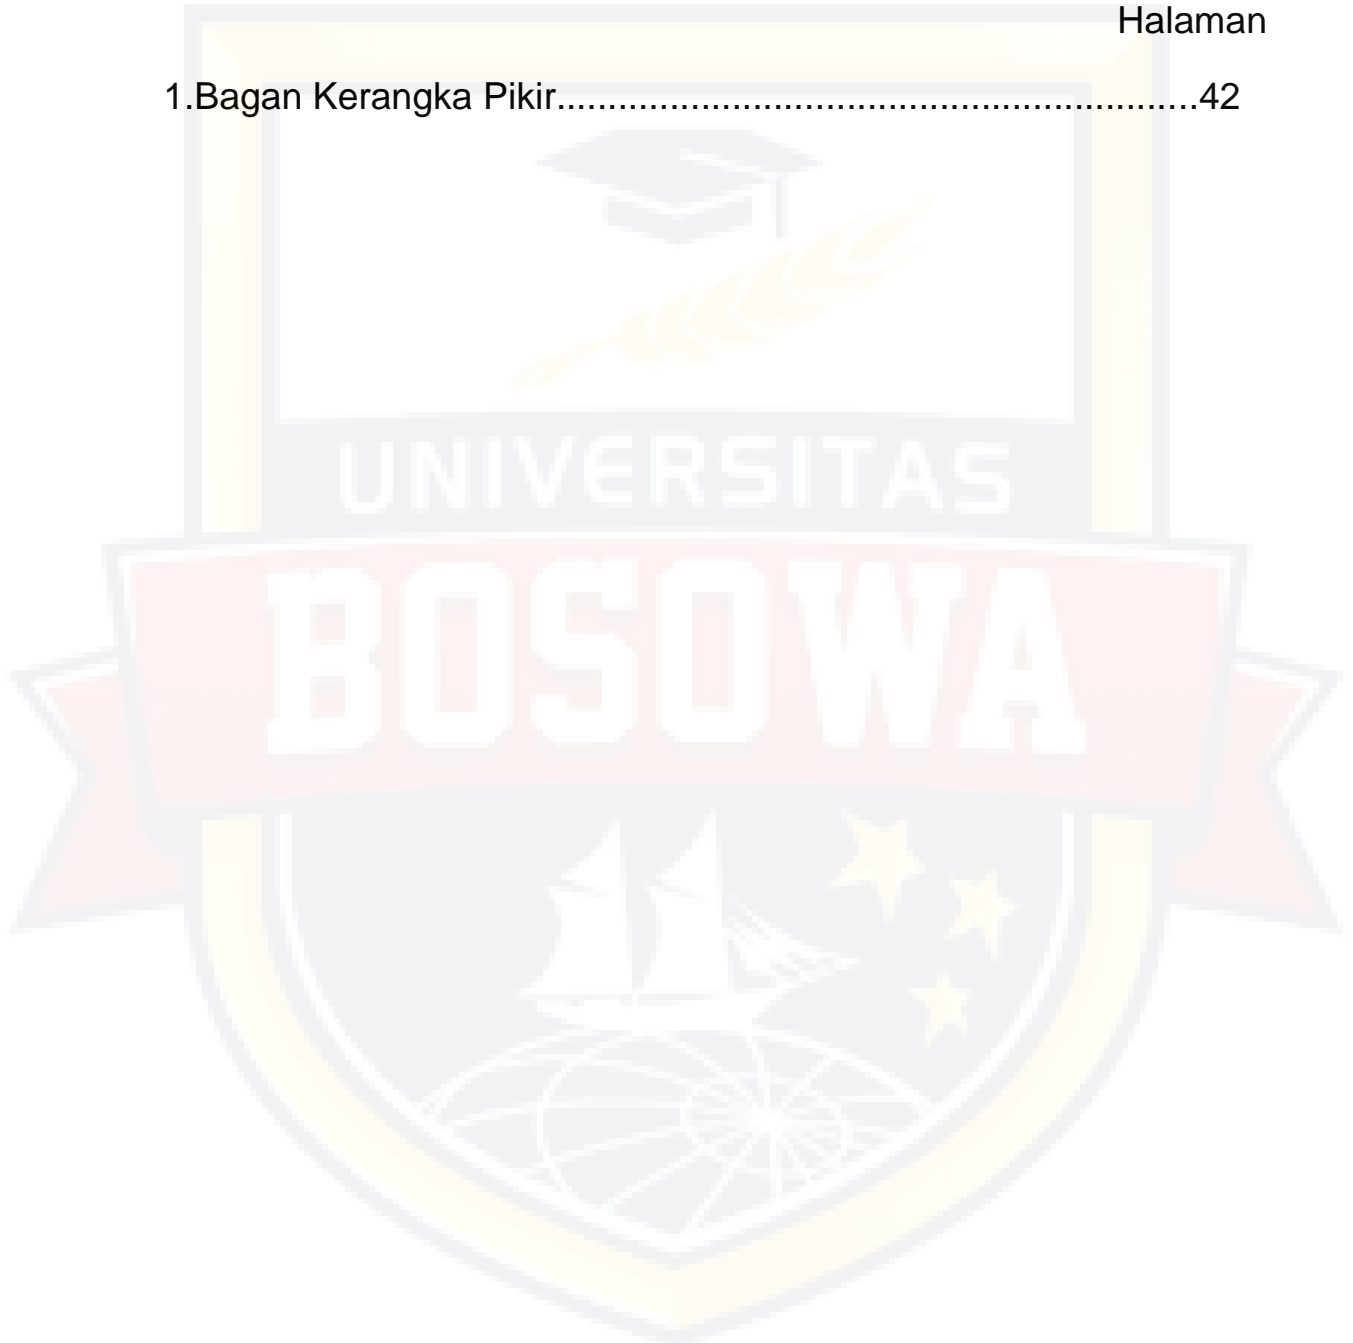 Halaman
1.Bagan Kerangka Pikir..............................................................42
UNIVERSITAS
BOSOWA